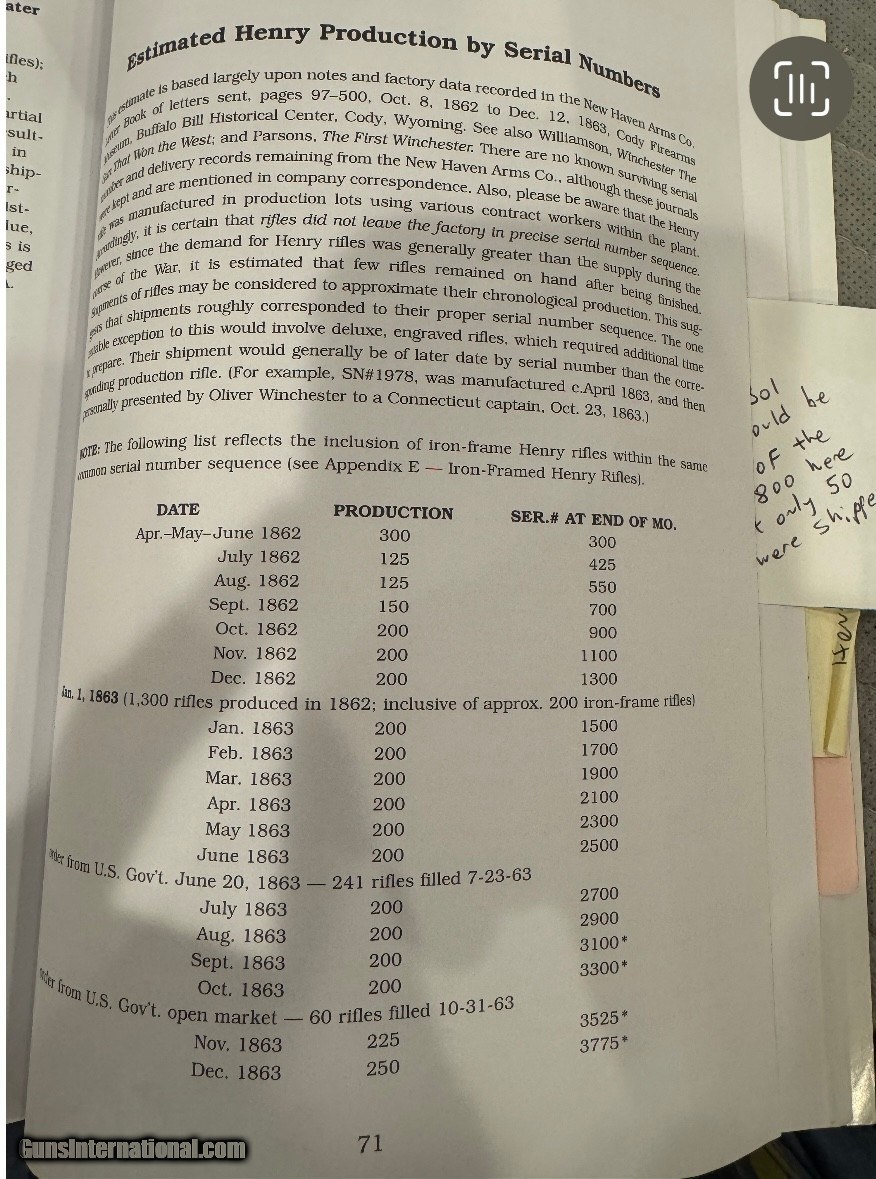 ater
ifles);
h
.
artial
sult-
in
ship-
r-
lst-
lue,
s is
ged
Estimated Henry Production by Serial Numbers
estimate is based largely upon notes and factory data recorded in the New Haven Arms Co.
Book of letters sent, pages 97–500, Oct. 8, 1862 to Dec. 12, 1863, Cody Firearms
Buffalo Bill Historical Center, Cody, Wyoming. See also Williamson, Winchester The
That Won the West; and Parsons, The First Winchester. There are no known surviving serial
and delivery records remaining from the New Haven Arms Co., although these journals
kept and are mentioned in company correspondence. Also, please be aware that the Henry
was manufactured in production lots using various contract workers within the plant.
ordingly, it is certain that rifles did not leave the factory in precise serial number sequence.
owever, since the demand for Henry rifles was generally greater than the supply during the
of the War, it is estimated that few rifles remained on hand after being finished.
ipments of rifles may be considered to approximate their chronological production. This sug-
that shipments roughly corresponded to their proper serial number sequence. The one
exception to this would involve deluxe, engraved rifles, which required additional time
prepare. Their shipment would generally be of later date by serial number than the corre-
ponding production rifle. (For example, SN#1978, was manufactured c.April 1863, and then
personally presented by Oliver Winchester to a Connecticut captain, Oct. 23, 1863.)
NOTE: The following list reflects the inclusion of iron-frame Henry rifles within the same
ommon serial number sequence (see Appendix E — Iron-Framed Henry Rifles).
DATE PRODUCTION SER.# AT END OF MO.
Apr.–May–June 1862 300 300
July 1862 125 425
Aug. 1862 125 550
Sept. 1862 150 700
Oct. 1862 200 900
Nov. 1862 200 1100
Dec. 1862 200 1300
Jan. 1, 1863 (1,300 rifles produced in 1862; inclusive of approx. 200 iron-frame rifles)
Jan. 1863 200 1500
Feb. 1863 200 1700
Mar. 1863 200 1900
Apr. 1863 200 2100
May 1863 200 2300
June 1863 200 2500
order from U.S. Gov't. June 20, 1863 — 241 rifles filled 7-23-63
July 1863 200 2700
Aug. 1863 200 2900
Sept. 1863 200 3100*
Oct. 1863 200 3300*
order from U.S. Gov't. open market — 60 rifles filled 10-31-63
Nov. 1863 225 3525*
Dec. 1863 250 3775*
71
ould be
of the
800 here
only 50
were shippe
GunsInternational.com